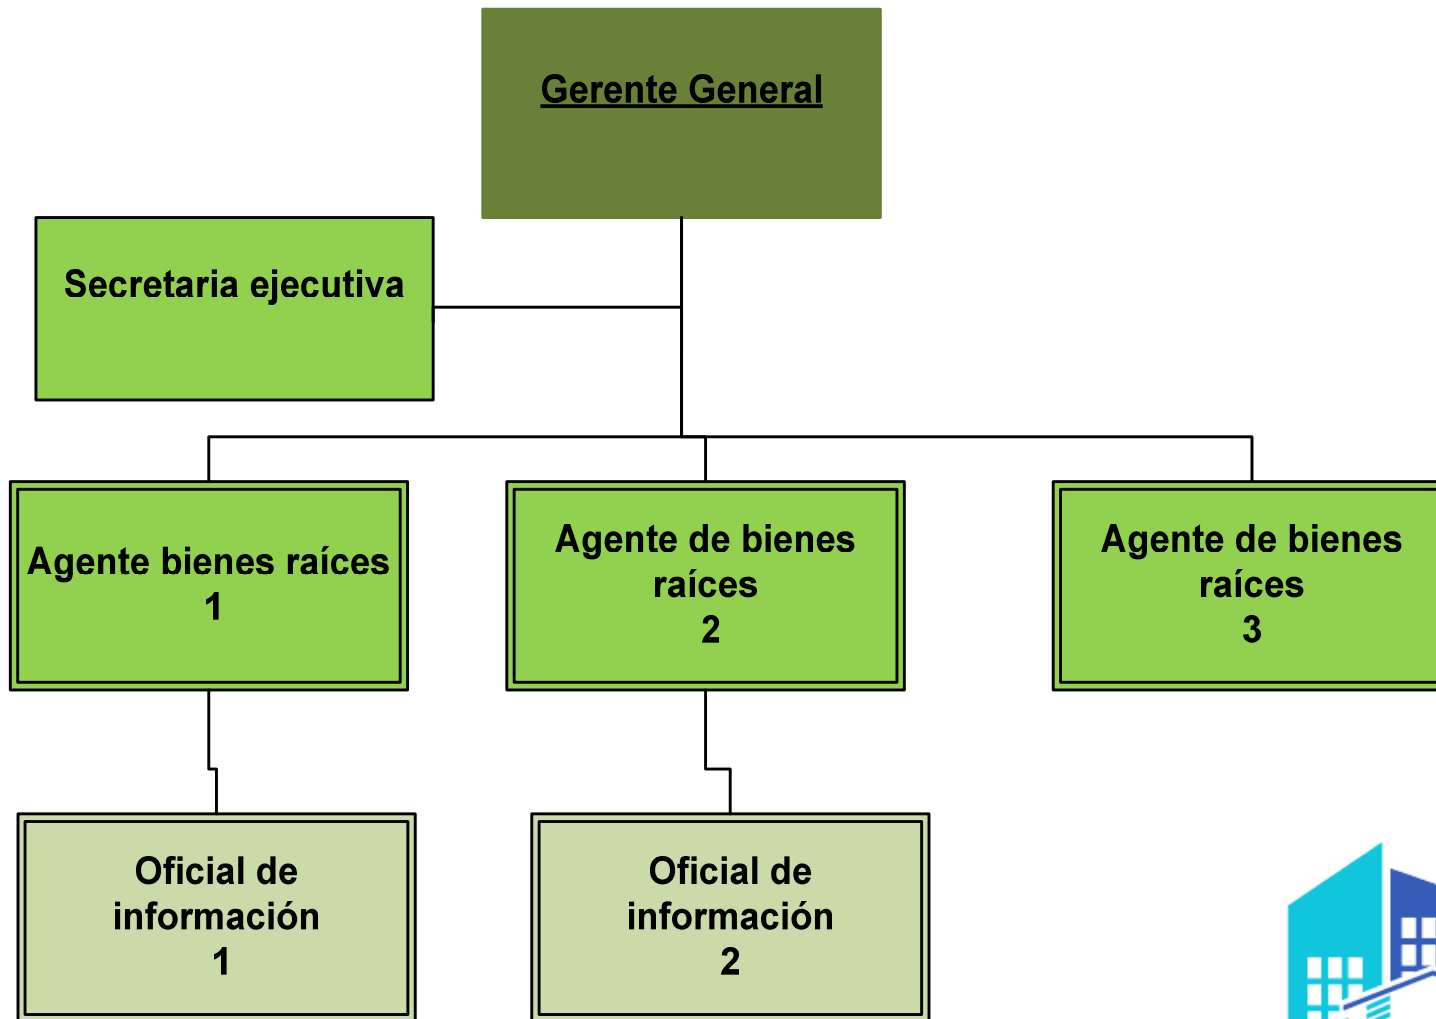 Gerente General
Secretaria ejecutiva
Agente bienes raíces
1
Agente de bienes
raíces
2
Agente de bienes
raíces
3
Oficial de
información
1
Oficial de
información
2